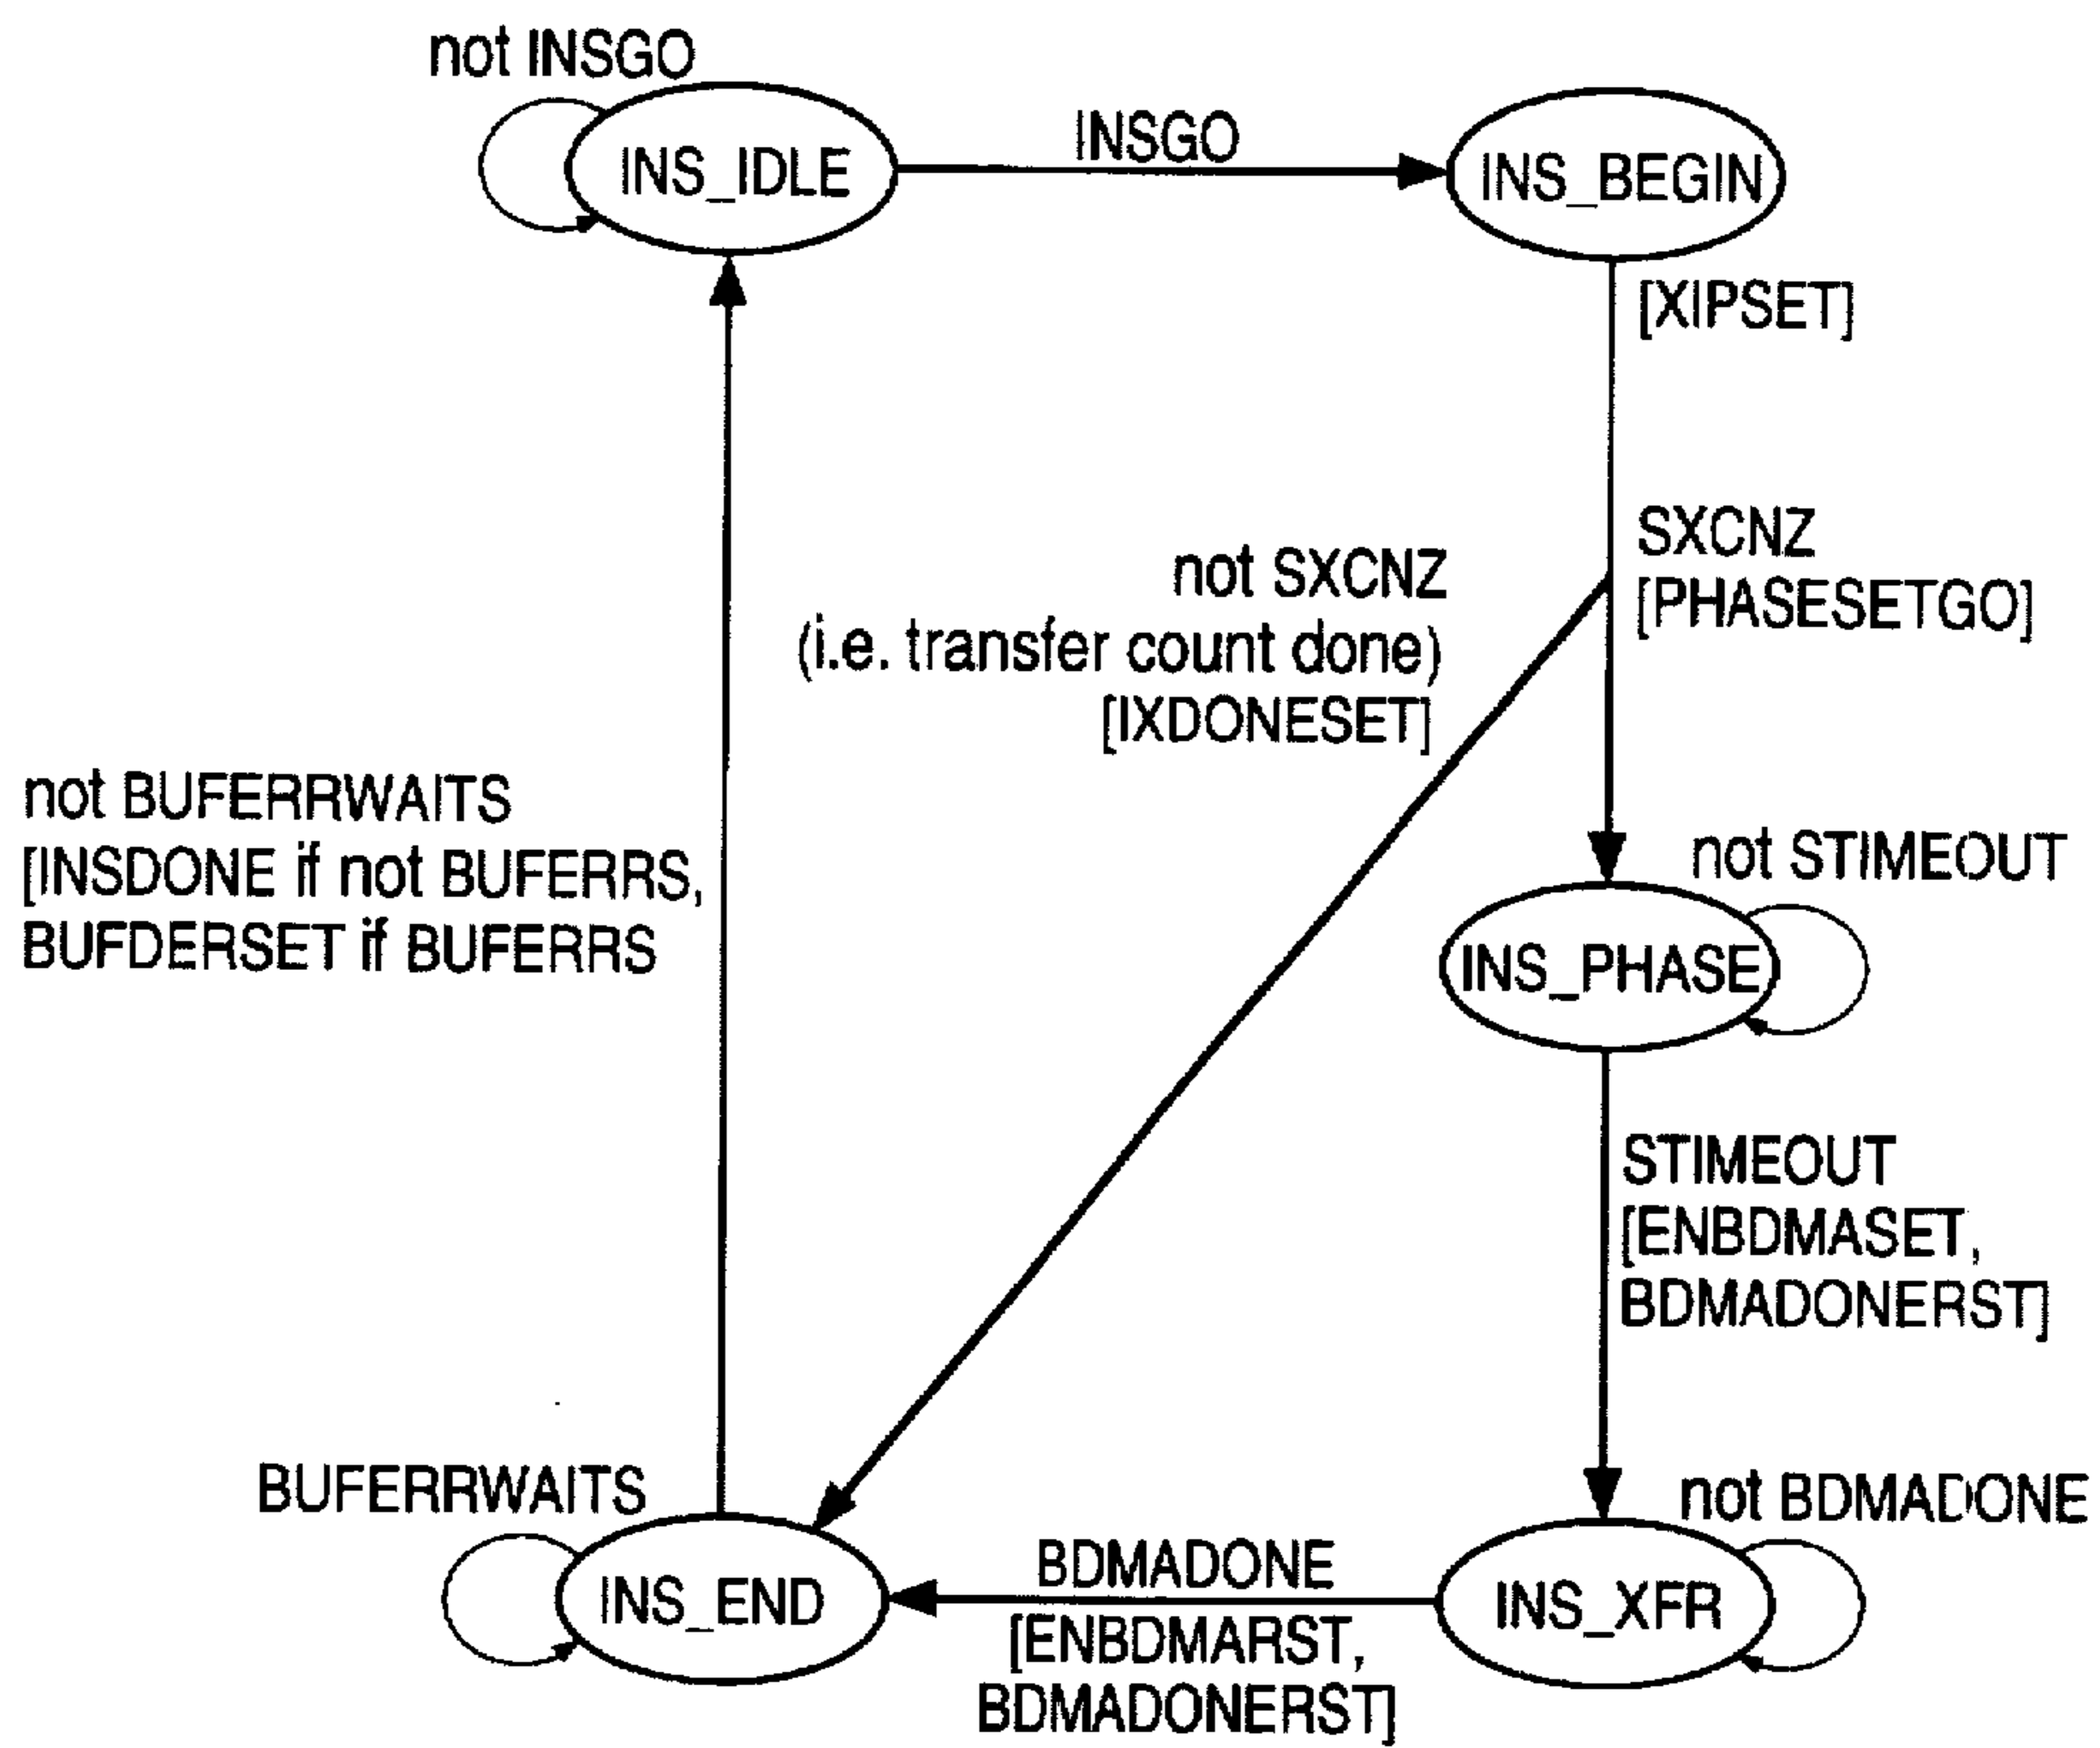 not INSGO
INS_IDLE
INSGO
INS_BEGIN
[XIPSET]
SXCNZ
[PHASESETGO]
not SXCNZ
(i.e. transfer count done)
[IXDONESET]
not BUFERRWAITS
[INSDONE if not BUFERRS,
BUFDERSET if BUFERRS
not STIMEOUT
INS_PHASE
STIMEOUT
[ENBDMASET,
BDMADONERST]
BUFERRWAITS
INS_END
BDMADONE
[ENBDMARST,
BDMADONERST]
not BDMADONE
INS_XFR